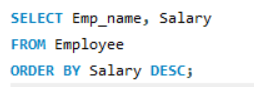 SELECT Emp_name, Salary
FROM Employee
ORDER BY Salary DESC;